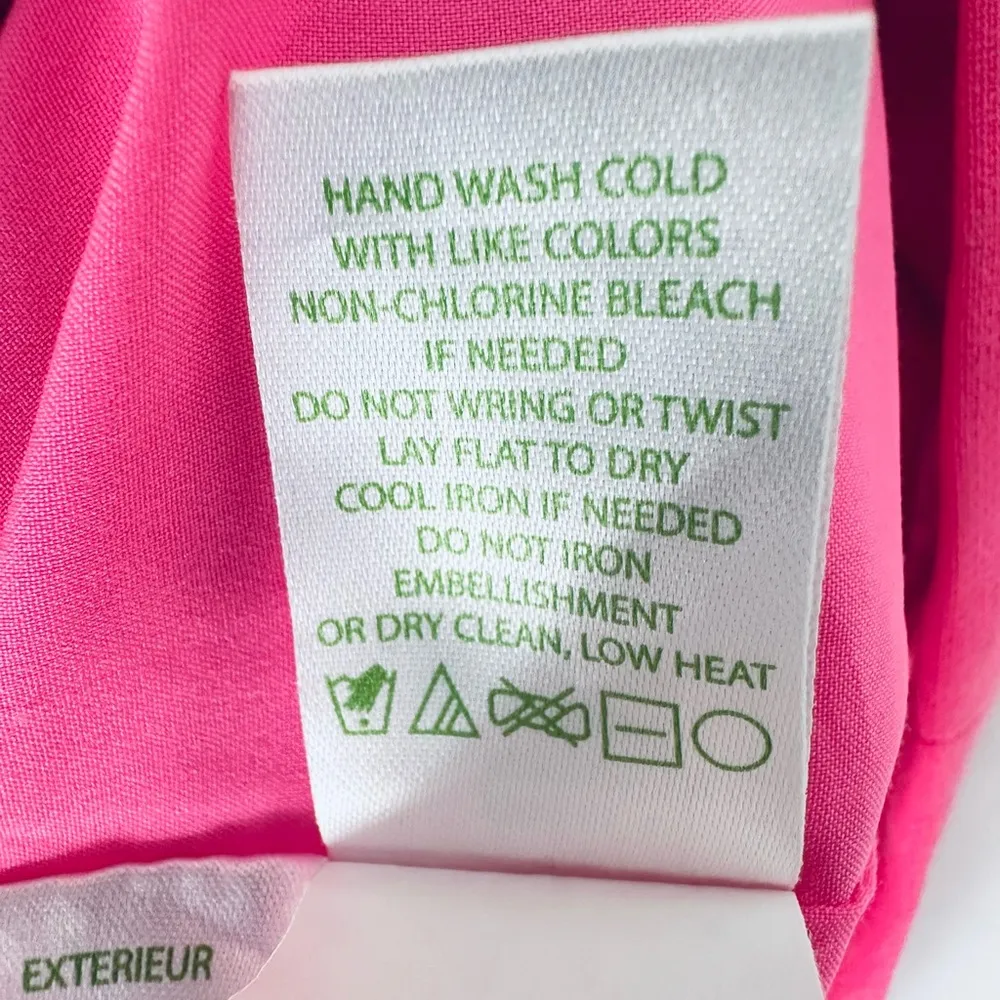 HAND WASH COLD
WITH LIKE COLORS
NON-CHLORINE BLEACH
IF NEEDED
DO NOT WRING OR TWIST
LAY FLAT TO DRY
COOL IRON IF NEEDED
DO NOT IRON
EMBELLISHMENT
OR DRY CLEAN, LOW HEAT
EXTERIEUR